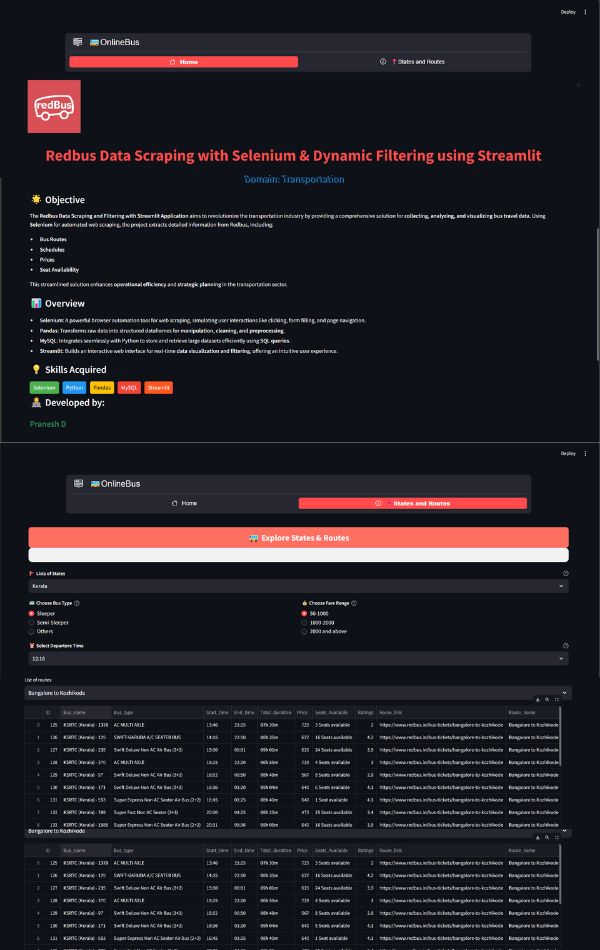 Deploy
OnlineBus
Home
States and Routes
redBus
Redbus Data Scraping with Selenium & Dynamic Filtering using Streamlit
Domain: Transportation
Objective
The Redbus Data Scraping and Filtering with Streamlit Application aims to revolutionize the transportation industry by providing a comprehensive solution for collecting, analyzing, and visualizing bus travel data. Using
Selenium for automated web scraping, the project extracts detailed information from Redbus, including:
• Bus Routes
• Schedules
• Prices
• Seat Availability
This streamlined solution enhances operational efficiency and strategic planning in the transportation sector.
Overview
• Selenium: A powerful browser automation tool for web scraping, simulating user interactions like clicking, form filling, and page navigation.
• Pandas: Transforms raw data into structured dataframes for manipulation, cleaning, and preprocessing.
• MySQL: Integrates seamlessly with Python to store and retrieve large datasets efficiently using SQL queries.
• Streamlit: Builds an interactive web interface for real-time data visualization and filtering, offering an intuitive user experience.
Skills Acquired
Selenium Python Pandas MySQL Streamlit
Developed by:
Pranesh D
Deploy
OnlineBus
Home
States and Routes
Explore States & Routes
Lists of States
Kerala
Choose Bus Type
Choose Fare Range
Sleeper
50-1000
Semi-Sleeper
1000-2000
Others
2000 and above
Select Departure Time
12:16
List of routes
Bangalore to Kozhikode
ID Bus_name Bus_type Start_time End_time Total_duration Price Seats_Available Ratings Route_link Route_name
0 125 KSRTC (Kerala) - 1378 AC MULTI AXLE 13:46 21:25 07h 39m 723 3 Seats available 2 https://www.redbus.in/bus-tickets/bangalore-to-kozhikode Bangalore to Kozhikode
1 126 KSRTC (Kerala) - 129 SWIFT-GARUDA A/C SEATER BUS 14:15 22:50 08h 35m 627 16 Seats available 4.2 https://www.redbus.in/bus-tickets/bangalore-to-kozhikode Bangalore to Kozhikode
2 127 KSRTC (Kerala) - 235 Swift Deluxe Non AC Air Bus (2+2) 15:00 00:01 09h 01m 620 24 Seats available 3.9 https://www.redbus.in/bus-tickets/bangalore-to-kozhikode Bangalore to Kozhikode
3 128 KSRTC (Kerala) - 370 AC MULTI AXLE 15:25 22:20 06h 55m 729 4 Seats available 3 https://www.redbus.in/bus-tickets/bangalore-to-kozhikode Bangalore to Kozhikode
4 129 KSRTC (Kerala) - 97 Swift Deluxe Non AC Air Bus (2+2) 16:02 00:50 08h 48m 567 8 Seats available 2.8 https://www.redbus.in/bus-tickets/bangalore-to-kozhikode Bangalore to Kozhikode
5 130 KSRTC (Kerala) - 171 Swift Deluxe Non AC Air Bus (2+2) 16:06 01:20 09h 14m 641 6 Seats available 4.1 https://www.redbus.in/bus-tickets/bangalore-to-kozhikode Bangalore to Kozhikode
6 131 KSRTC (Kerala) - 553 Super Express Non AC Seater Air Bus (2+2) 16:45 01:25 08h 40m 641 1 Seat available 4.1 https://www.redbus.in/bus-tickets/bangalore-to-kozhikode Bangalore to Kozhikode
7 132 KSRTC (Kerala) - Super Fast Non AC Seater (2+3) 20:00 04:25 08h 25m 473 25 Seats available 3.4 https://www.redbus.in/bus-tickets/bangalore-to-kozhikode Bangalore to Kozhikode
8 133 KSRTC (Kerala) - Super Express Non AC Seater Air Bus (2+2) 20:31 05:36 641 16 Seats available https://www.redbus.in/bus-tickets/bangalore-to-kozhikode Bangalore to Kozhikode
Bangalore to Kozhikode
ID Bus_name Bus_type Start_time End_time Total_duration Price Seats_Available Ratings Route_link Route_name
0 125 KSRTC (Kerala) - 1378 AC MULTI AXLE 13:46 21:25 07h 39m 723 3 Seats available 2 https://www.redbus.in/bus-tickets/bangalore-to-kozhikode Bangalore to Kozhikode
1 126 KSRTC (Kerala) - 129 SWIFT-GARUDA A/C SEATER BUS 14:15 22:50 08h 35m 627 16 Seats available 4.2 https://www.redbus.in/bus-tickets/bangalore-to-kozhikode Bangalore to Kozhikode
2 127 KSRTC (Kerala) - 235 Swift Deluxe Non AC Air Bus (2+2) 15:00 00:01 09h 01m 620 24 Seats available 3.9 https://www.redbus.in/bus-tickets/bangalore-to-kozhikode Bangalore to Kozhikode
3 128 KSRTC (Kerala) - 370 AC MULTI AXLE 15:25 22:20 06h 55m 729 4 Seats available 3 https://www.redbus.in/bus-tickets/bangalore-to-kozhikode Bangalore to Kozhikode
4 129 KSRTC (Kerala) - 97 Swift Deluxe Non AC Air Bus (2+2) 16:02 00:50 08h 48m 567 8 Seats available 2.8 https://www.redbus.in/bus-tickets/bangalore-to-kozhikode Bangalore to Kozhikode
5 130 KSRTC (Kerala) - 171 Swift Deluxe Non AC Air Bus (2+2) 16:06 01:20 09h 14m 641 6 Seats available 4.1 https://www.redbus.in/bus-tickets/bangalore-to-kozhikode Bangalore to Kozhikode
6 131 KSRTC (Kerala) - 553 Super Express Non AC Seater Air Bus (2+2) 16:45 01:25 08h 40m 641 1 Seat available 4.1 https://www.redbus.in/bus-tickets/bangalore-to-kozhikode Bangalore to Kozhikode